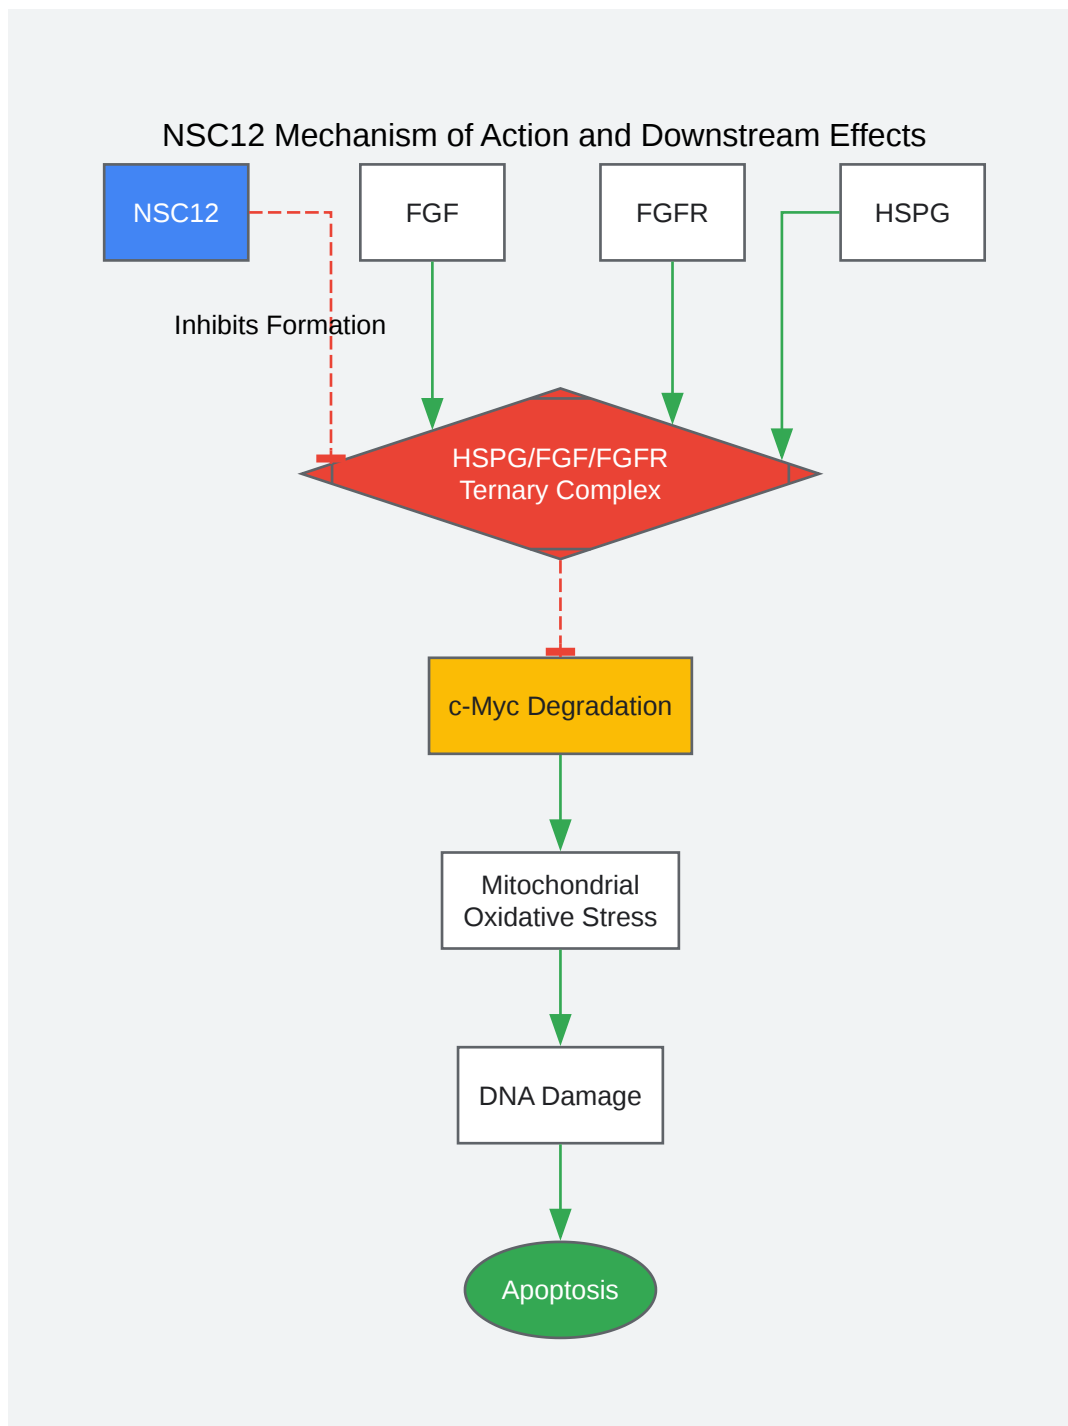 NSC12 Mechanism of Action and Downstream Effects
NSC12
FGF
FGFR
HSPG
Inhibits Formation
HSPG/FGF/FGFR
Ternary Complex
c-Myc Degradation
Mitochondrial
Oxidative Stress
DNA Damage
Apoptosis